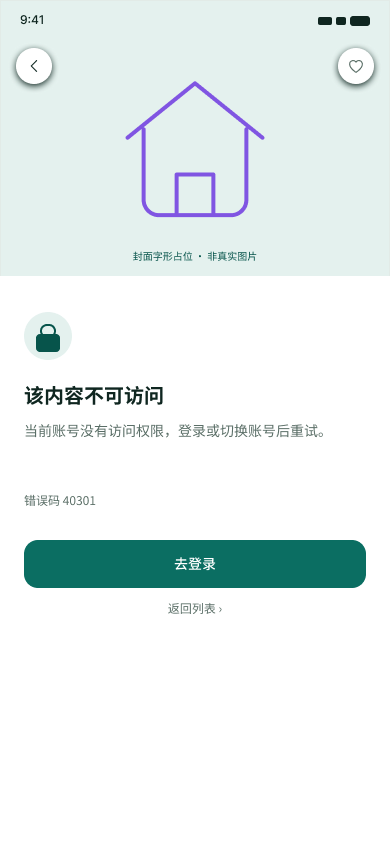 9:41
封面字形占位 · 非真实图片
该内容不可访问
当前账号没有访问权限，登录或切换账号后重试。
错误码 40301
去登录
返回列表 ›